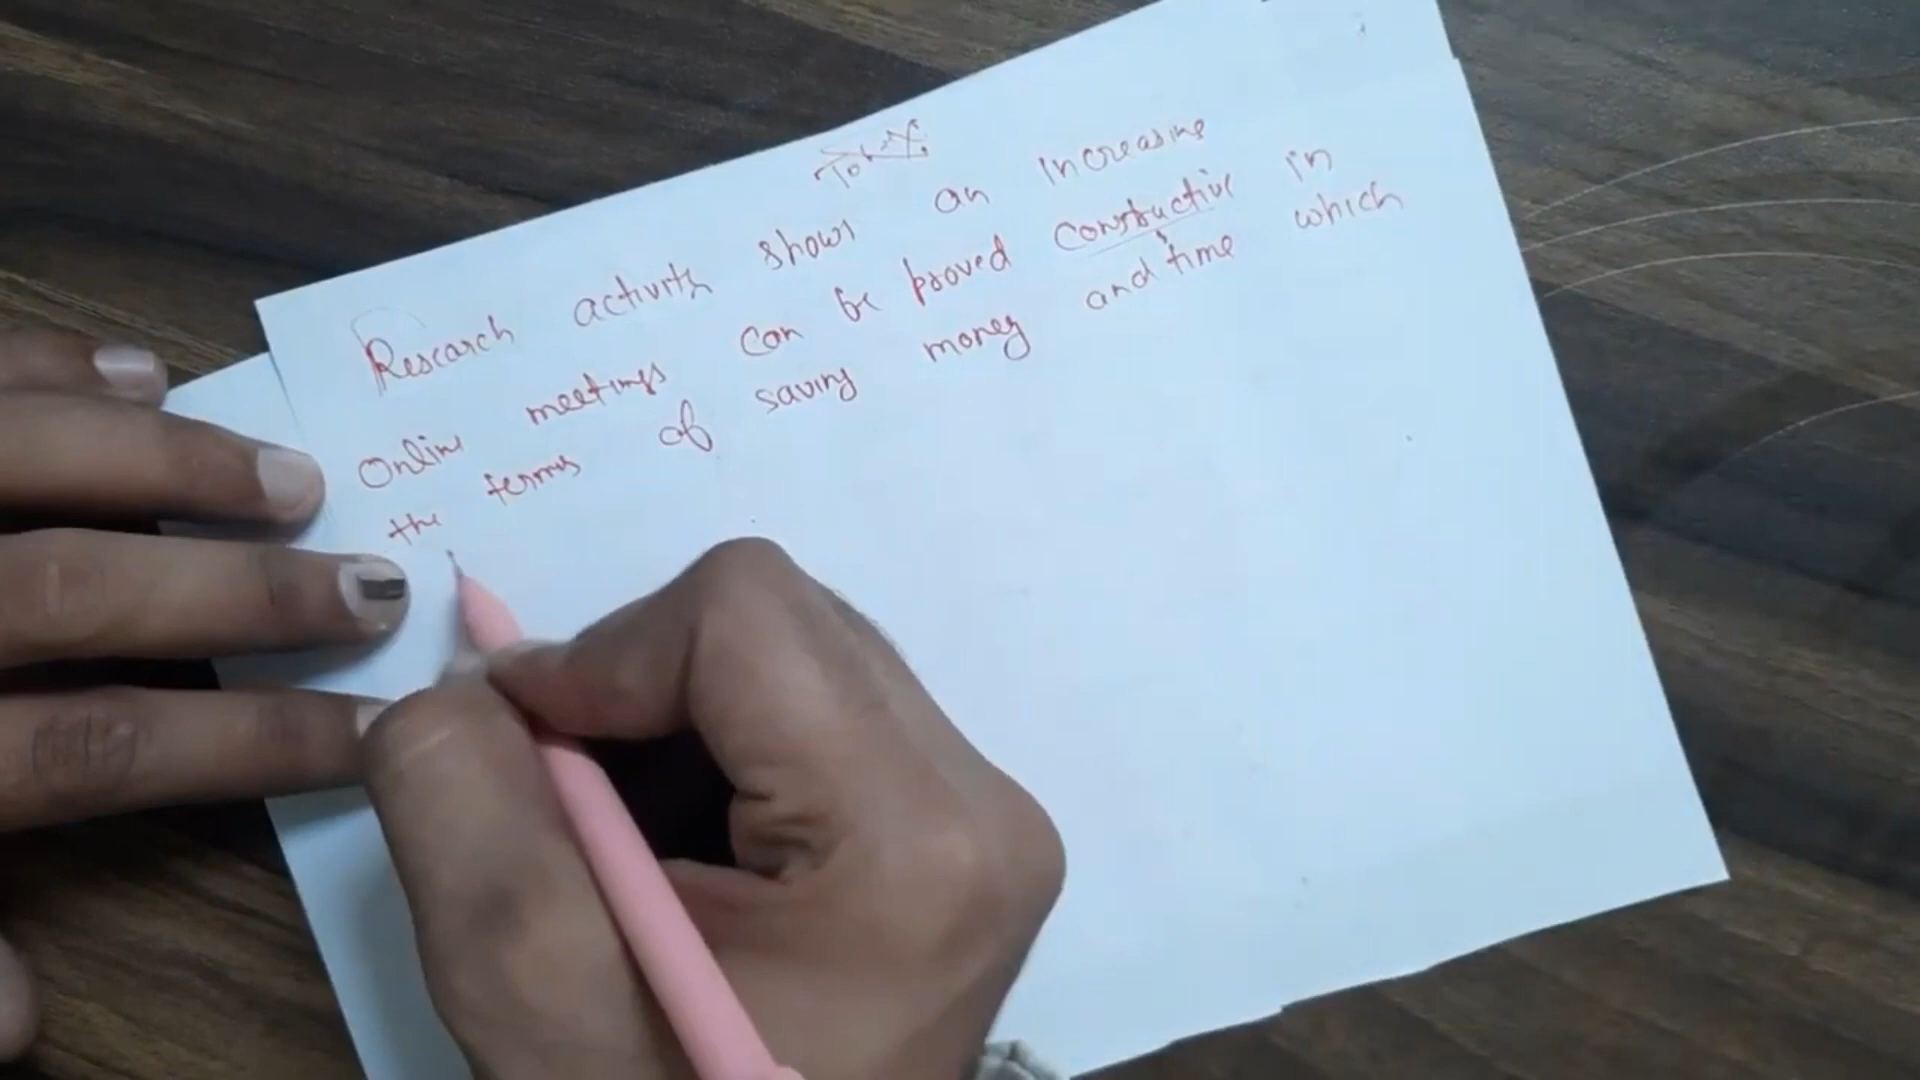 Research activity shows an increasing
Online meetings can be proved constructive in
the terms of saving money and time which